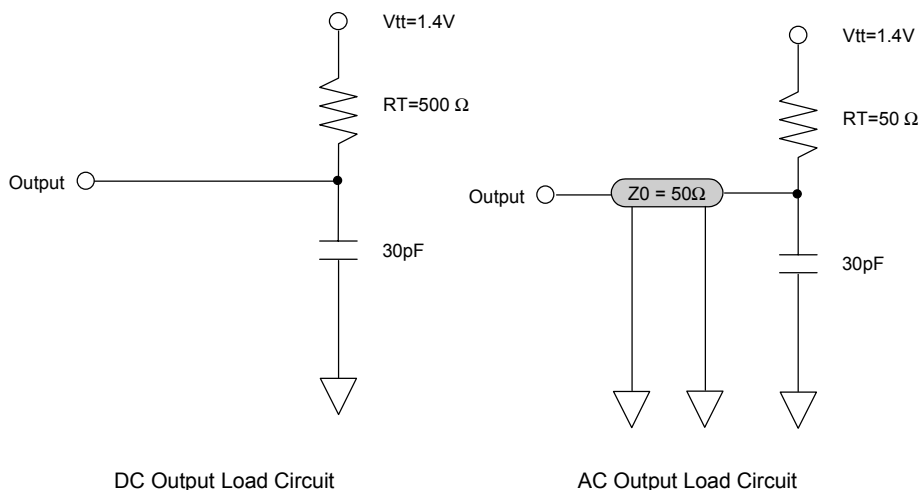 Vtt=1.4V
RT=500 Ω
Output
30pF
DC Output Load Circuit
Vtt=1.4V
RT=50 Ω
Output
Z0 = 50Ω
30pF
AC Output Load Circuit